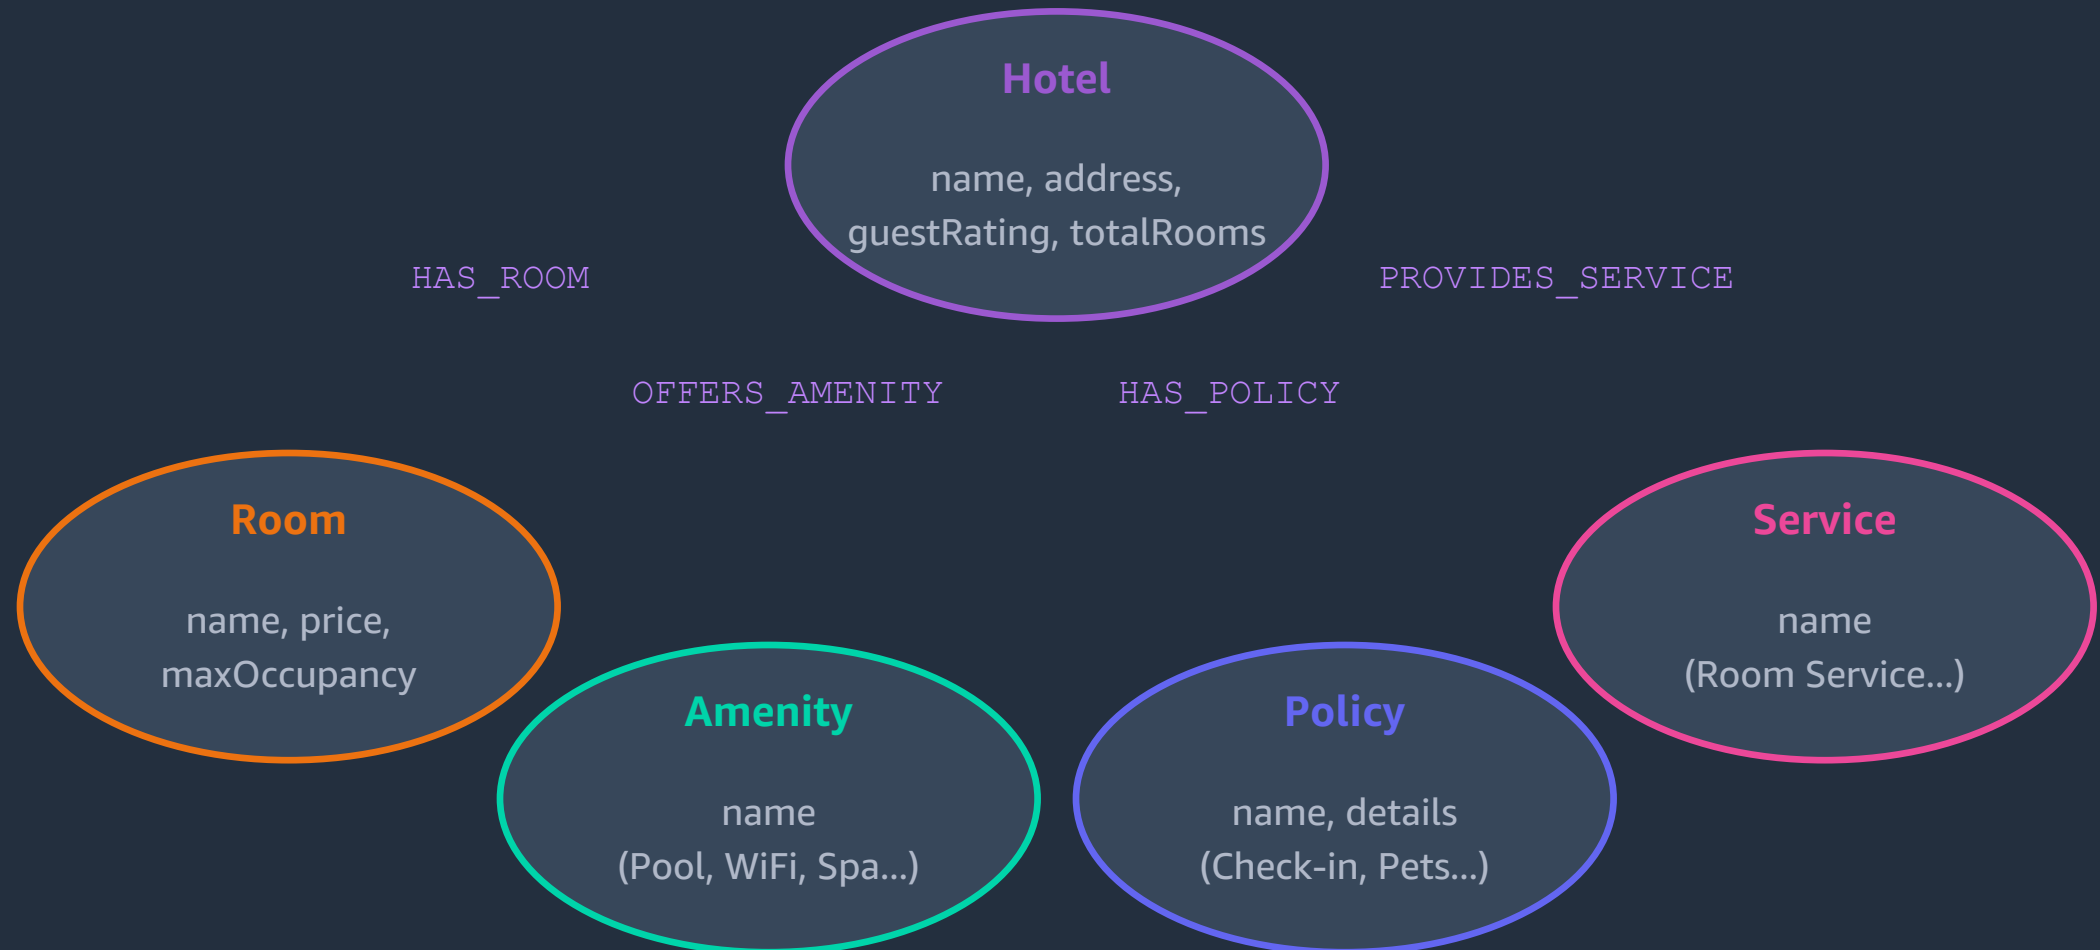 Hotel
name, address,
guestRating, totalRooms
HAS_ROOM
PROVIDES_SERVICE
OFFERS_AMENITY
HAS_POLICY
Room
name, price,
maxOccupancy
Service
name
(Room Service...)
Amenity
name
(Pool, WiFi, Spa...)
Policy
name, details
(Check-in, Pets...)